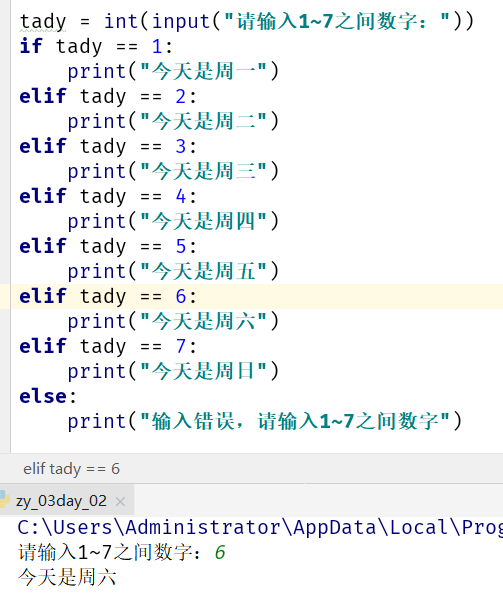 tady = int(input("请输入1~7之间数字："))
if tady == 1:
    print("今天是周一")
elif tady == 2:
    print("今天是周二")
elif tady == 3:
    print("今天是周三")
elif tady == 4:
    print("今天是周四")
elif tady == 5:
    print("今天是周五")
elif tady == 6:
    print("今天是周六")
elif tady == 7:
    print("今天是周日")
else:
    print("输入错误，请输入1~7之间数字")
elif tady == 6
zy_03day_02 ×
C:\Users\Administrator\AppData\Local\Prog
请输入1~7之间数字：6
今天是周六